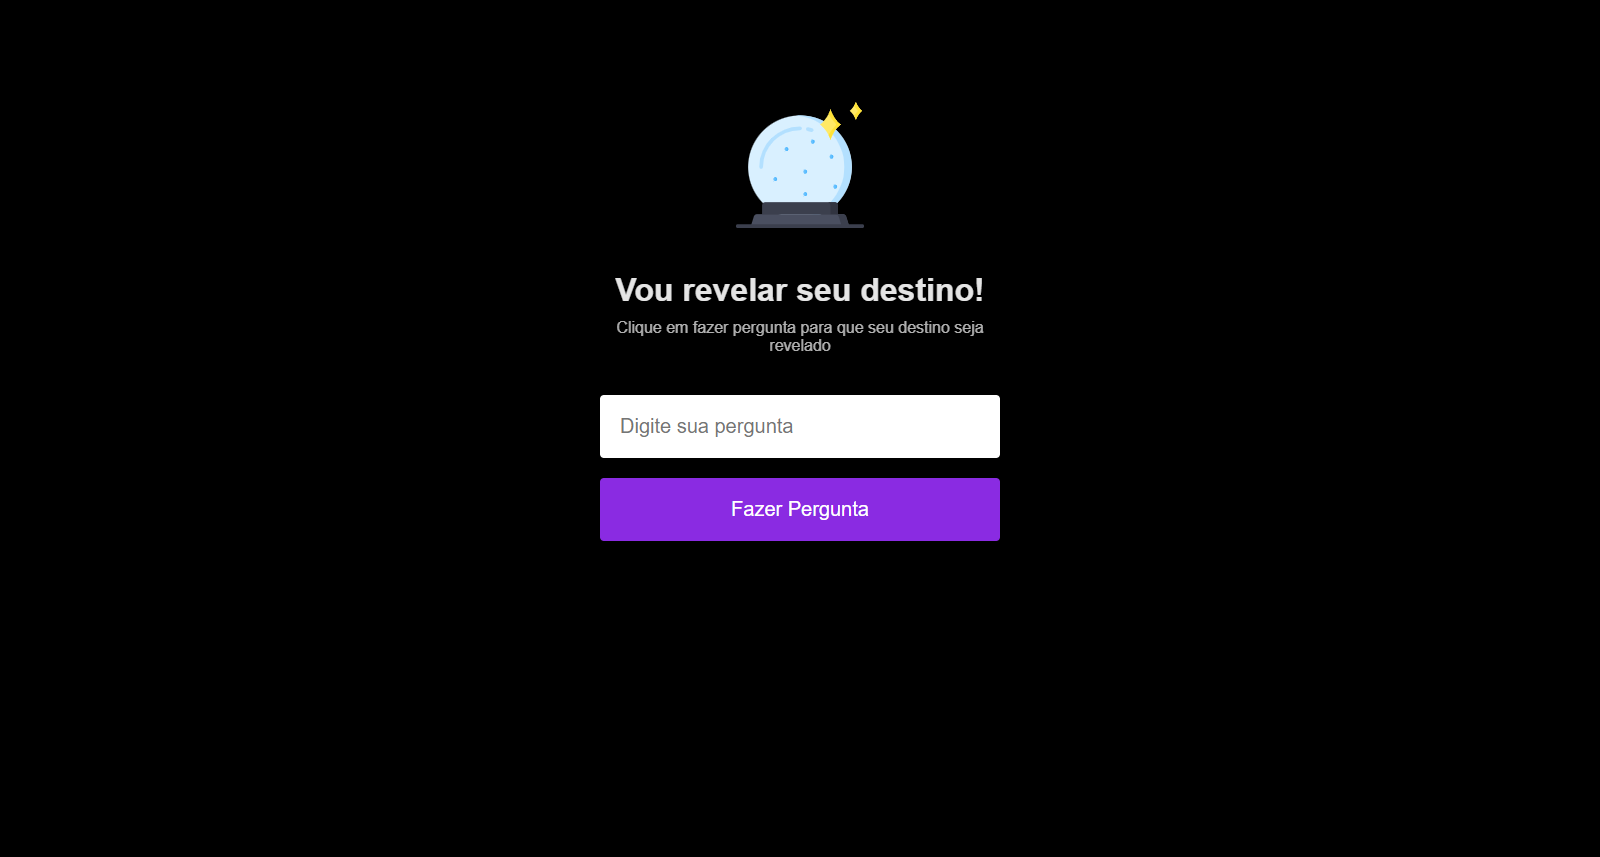 Vou revelar seu destino!
Clique em fazer pergunta para que seu destino seja
revelado
Digite sua pergunta
Fazer Pergunta